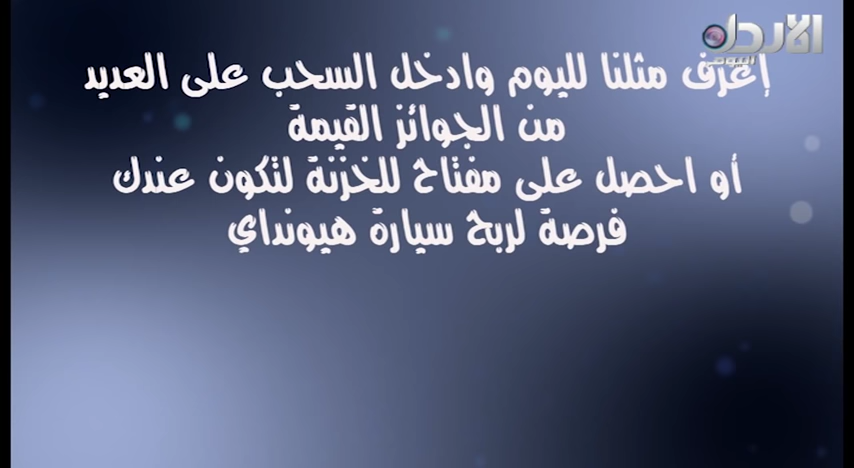 الأردن
اليوم
إعرف مثلنا لليوم وادخل السحب على العديد
من الجوائز القيمة
أو احصل على مفتاح للخزنة لتكون عندك
فرصة لربح سيارة هيونداي